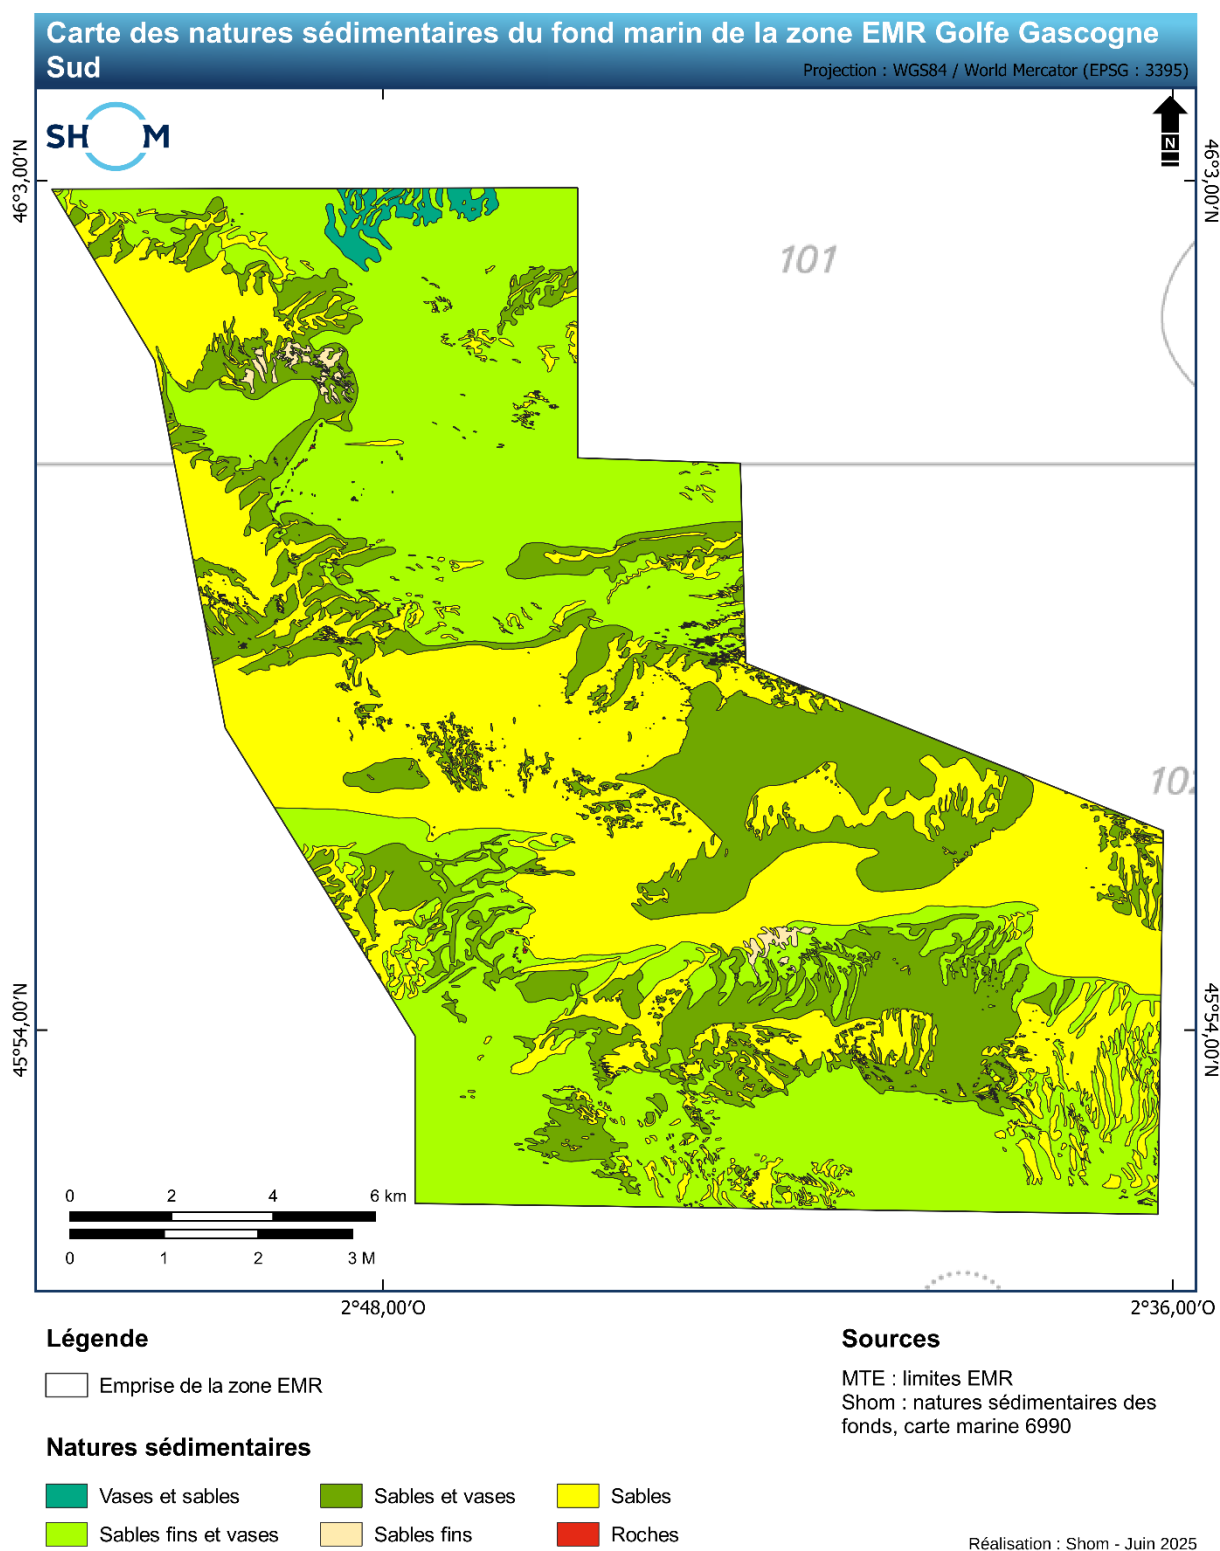 Carte des natures sédimentaires du fond marin de la zone EMR Golfe Gascogne
Sud
Projection : WGS84 / World Mercator (EPSG : 3395)
SHOM
N
46°3,00'N
46°3,00'N
101
102
45°54,00'N
45°54,00'N
0 2 4 6 km
0 1 2 3 M
2°48,00'O
2°36,00'O
Légende
Emprise de la zone EMR
Natures sédimentaires
Vases et sables
Sables et vases
Sables
Sables fins et vases
Sables fins
Roches
Sources
MTE : limites EMR
Shom : natures sédimentaires des
fonds, carte marine 6990
Réalisation : Shom - Juin 2025